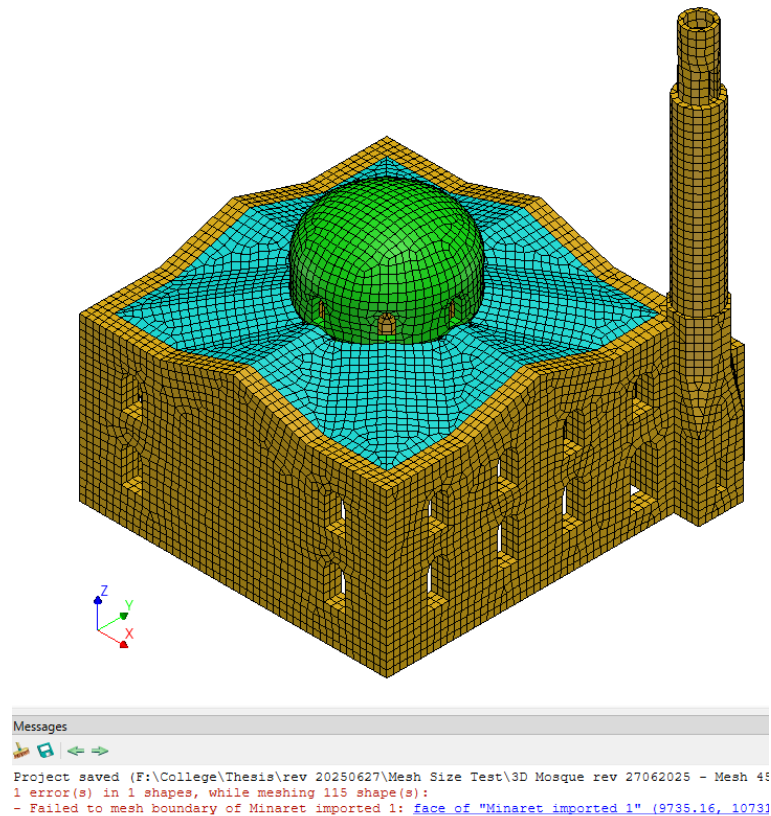 Z
Y
X
Messages
Project saved (F:\College\Thesis\rev 20250627\Mesh Size Test\3D Mosque rev 27062025 - Mesh 45
1 error(s) in 1 shapes, while meshing 115 shape(s):
- Failed to mesh boundary of Minaret imported 1: face of "Minaret imported 1" (9735.16, 10731